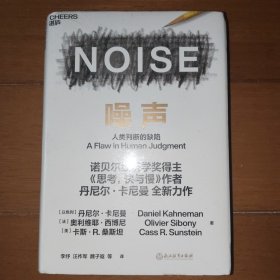 CHEERS
湛庐
NOISE
噪声
人类判断的缺陷
A Flaw in Human Judgment
诺贝尔经济学奖得主
《思考,快与慢》作者
丹尼尔·卡尼曼 全新力作
[以色列] 丹尼尔·卡尼曼 Daniel Kahneman
[法] 奥利维耶·西博尼 Olivier Sibony 著
[美] 卡斯·R.桑斯坦 Cass R. Sunstein
李纾 汪祚军 魏子晗 等 译
浙江教育出版社